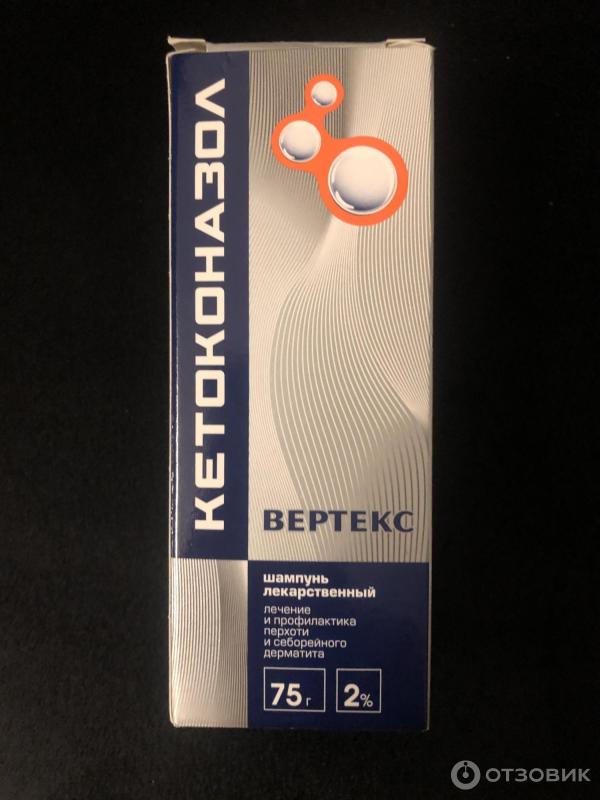 КЕТОКОНАЗОЛ
ВЕРТЕКС
шампунь
лекарственный
лечение
и профилактика
перхоти
и себорейного
дерматита
75 г
2%
ОТЗОВИК